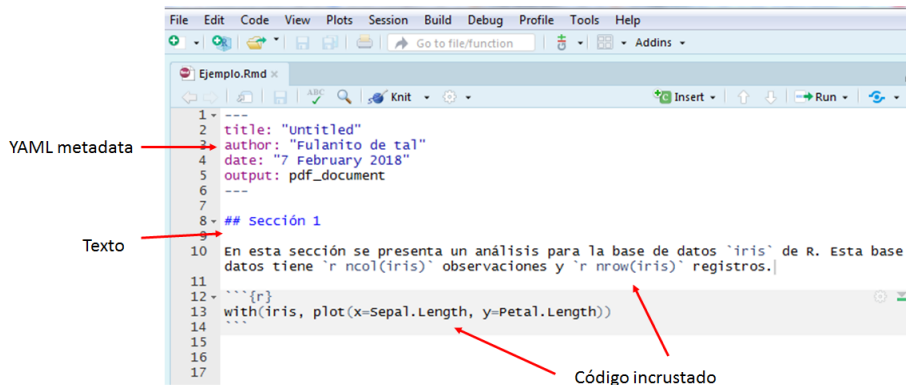 File Edit Code View Plots Session Build Debug Profile Tools Help
Go to file/function Addins
Ejemplo.Rmd
ABC Knit Insert Run
1 ---
2 title: "Untitled"
YAML metadata
3 author: "Fulanito de tal"
4 date: "7 February 2018"
5 output: pdf_document
6 ---
7
8 ## Sección 1
Texto
9
10 En esta sección se presenta un análisis para la base de datos `iris` de R. Esta base
datos tiene `r ncol(iris)` observaciones y `r nrow(iris)` registros.
11
12 ```{r}
13 with(iris, plot(x=Sepal.Length, y=Petal.Length))
14 ```
15
16
17
Código incrustado